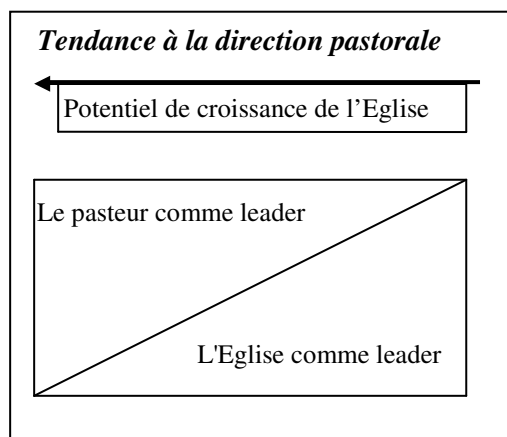 Tendance à la direction pastorale
Potentiel de croissance de l’Eglise
Le pasteur comme leader
L'Eglise comme leader